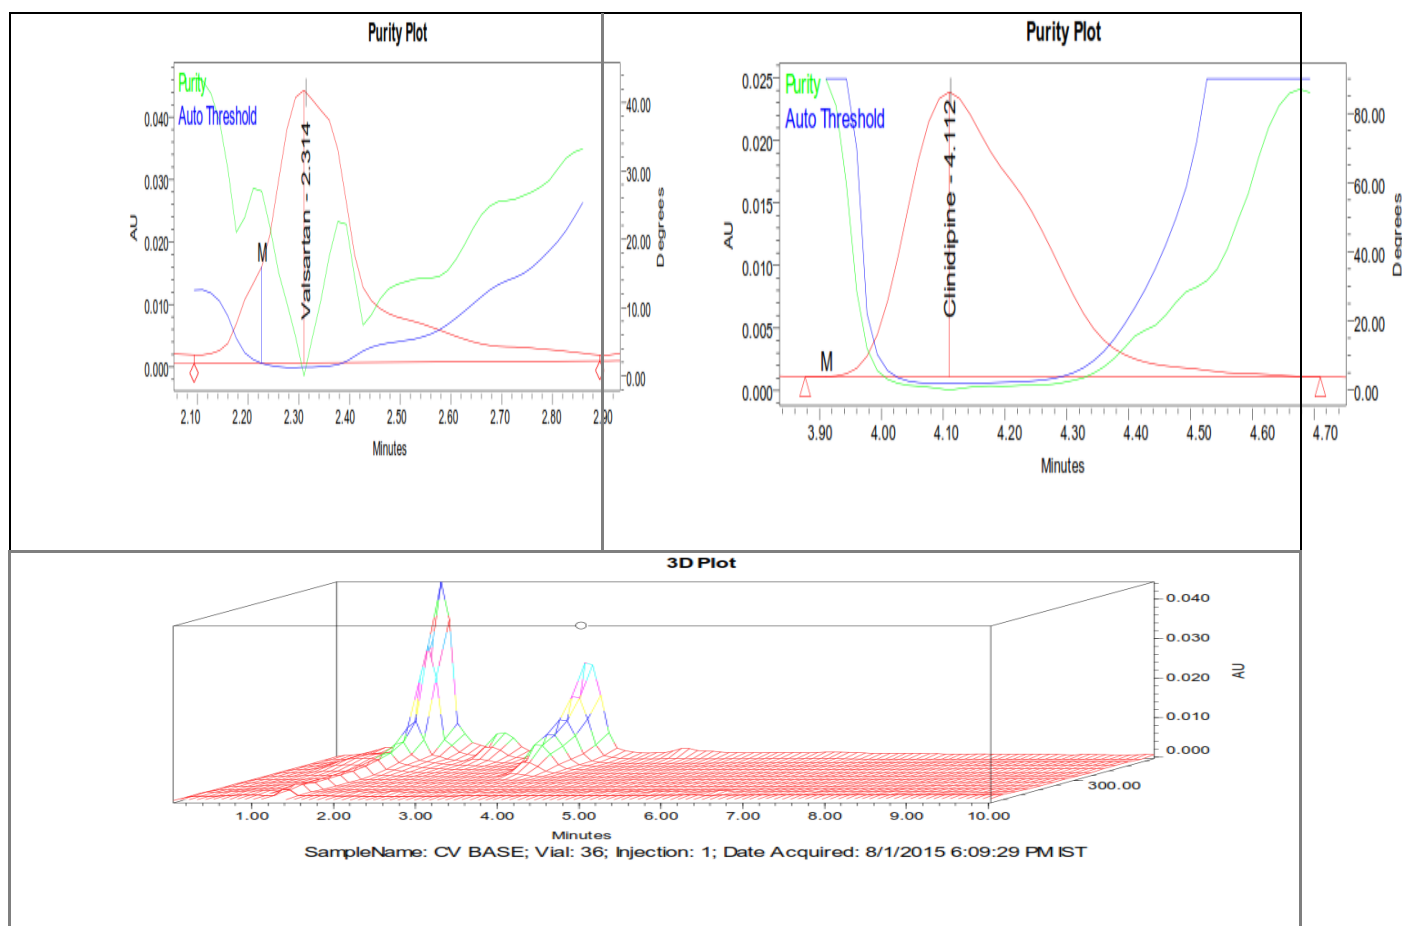 Purity Plot
Purity
Auto Threshold
0.040
0.030
0.020
0.010
0.000
AU
M
Valsartan - 2.314
40.00
30.00
20.00
10.00
0.00
Degrees
2.10 2.20 2.30 2.40 2.50 2.60 2.70 2.80 2.90
Minutes
Purity Plot
Purity
Auto Threshold
0.025
0.020
0.015
0.010
0.005
0.000
AU
M
Clinidipine - 4.112
80.00
60.00
40.00
20.00
0.00
Degrees
3.90 4.00 4.10 4.20 4.30 4.40 4.50 4.60 4.70
Minutes
3D Plot
0.040
0.030
0.020
0.010
0.000
AU
300.00
1.00 2.00 3.00 4.00 5.00 6.00 7.00 8.00 9.00 10.00
Minutes
SampleName: CV BASE; Vial: 36; Injection: 1; Date Acquired: 8/1/2015 6:09:29 PM IST